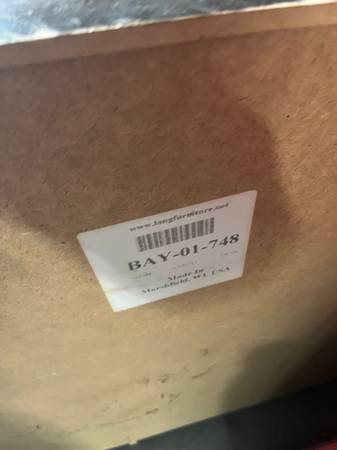 www.langfurniture.net
BAY-01-748
Made In
Marshfield, WI, USA